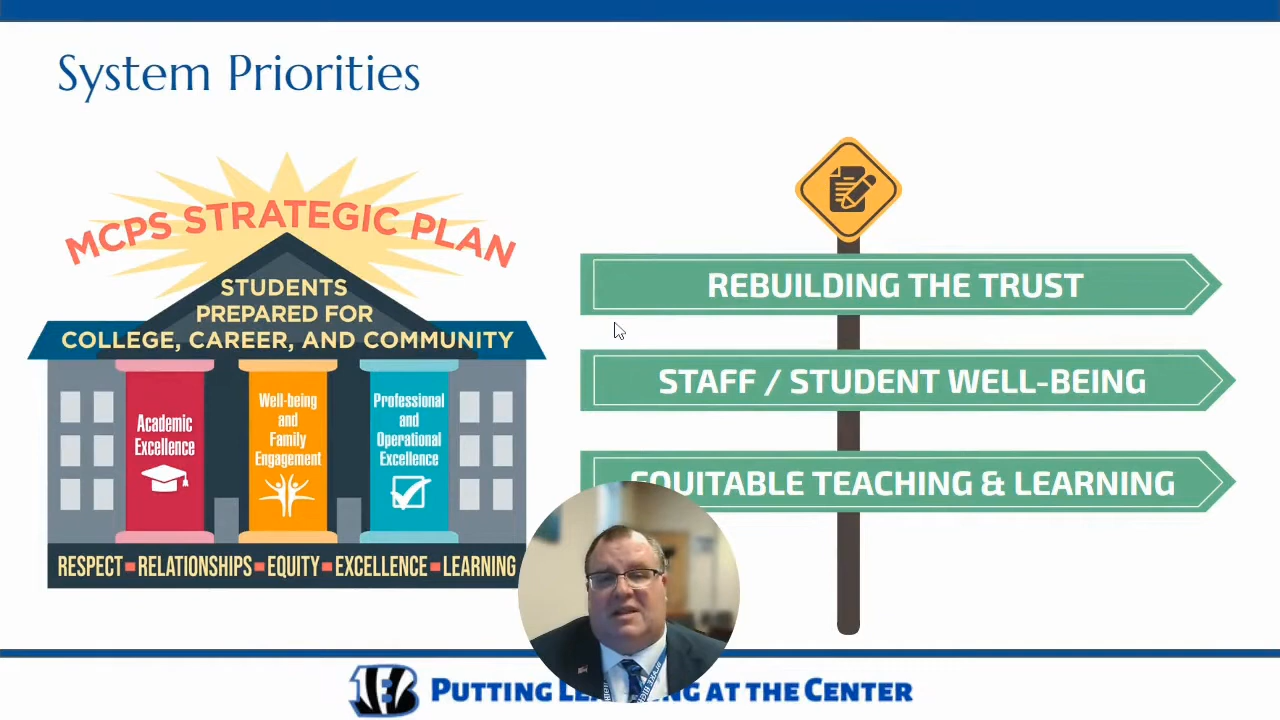 System Priorities
MCPS STRATEGIC PLAN
STUDENTS
PREPARED FOR
COLLEGE, CAREER, AND COMMUNITY
Academic
Excellence
Well-being
and
Family
Engagement
Professional
and
Operational
Excellence
RESPECT RELATIONSHIPS EQUITY EXCELLENCE LEARNING
REBUILDING THE TRUST
STAFF / STUDENT WELL-BEING
EQUITABLE TEACHING & LEARNING
PUTTING LEARNING AT THE CENTER